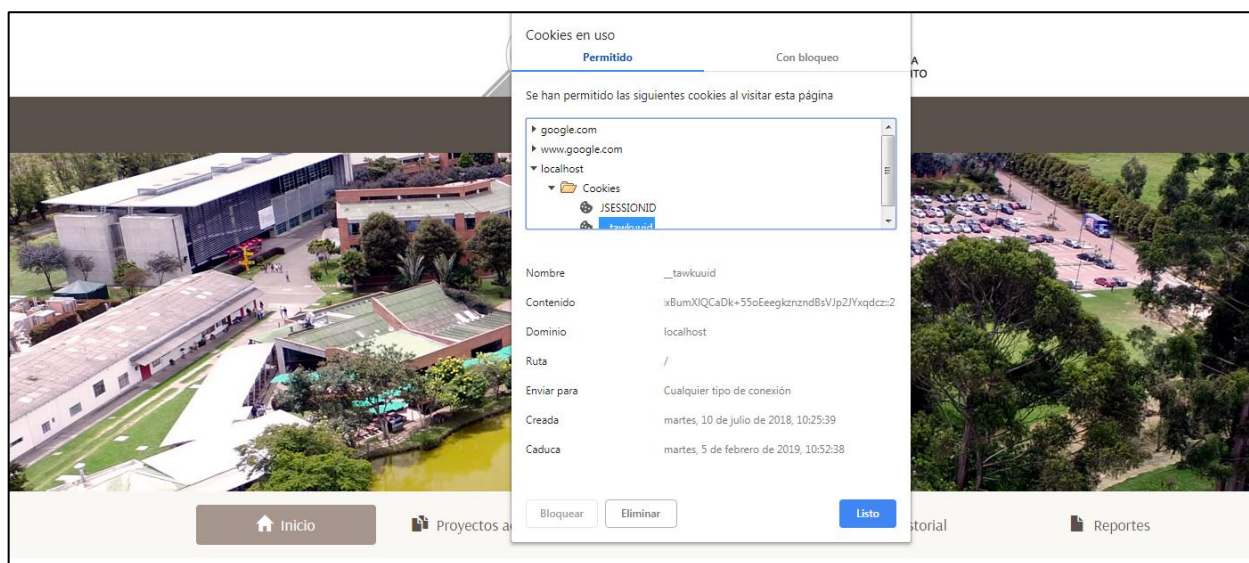 Cookies en uso
Permitido
Con bloqueo
Se han permitido las siguientes cookies al visitar esta página
google.com
www.google.com
localhost
Cookies
JSESSIONID
__tawkuuid
Nombre __tawkuuid
Contenido
Dominio localhost
Ruta /
Enviar para Cualquier tipo de conexión
Creada martes, 10 de julio de 2018, 10:25:39
Caduca martes, 5 de febrero de 2019, 10:52:38
Bloquear Eliminar Listo
A
ITO
Inicio Proyectos a storial Reportes